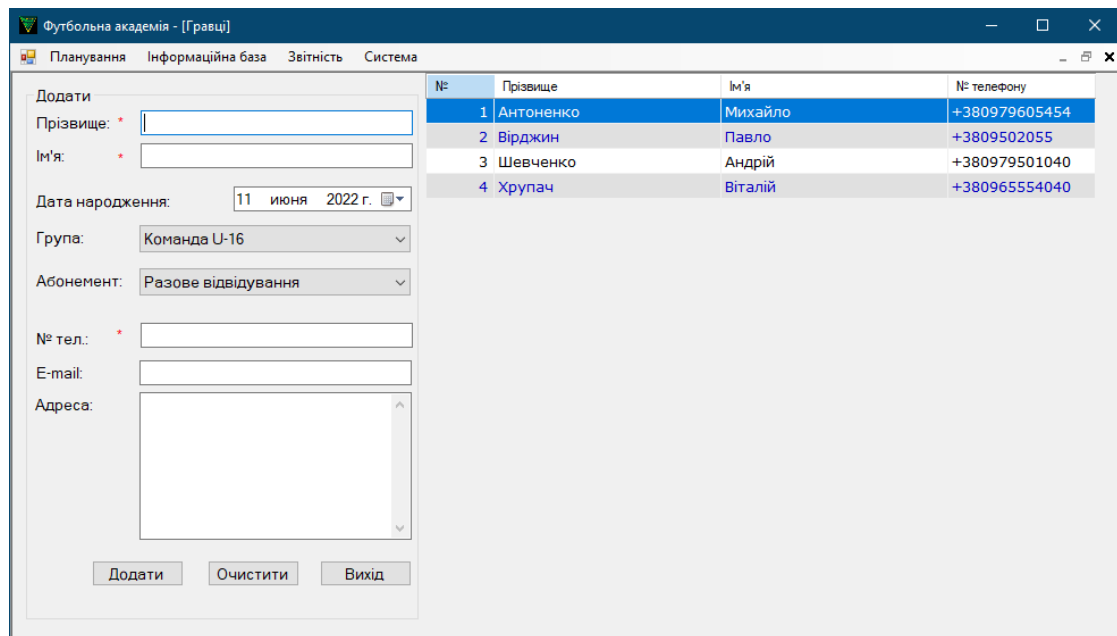 Футбольна академія - [Гравці]
Планування Інформаційна база Звітність Система
Додати
Прізвище: *
Ім'я: *
Дата народження: 11 июня 2022 г.
Група: Команда U-16
Абонемент: Разове відвідування
№ тел.: *
E-mail:
Адреса:
Додати Очистити Вихід
№ Прізвище Ім'я № телефону
1 Антоненко Михайло +380979605454
2 Вірджин Павло +3809502055
3 Шевченко Андрій +380979501040
4 Хрупач Віталій +380965554040